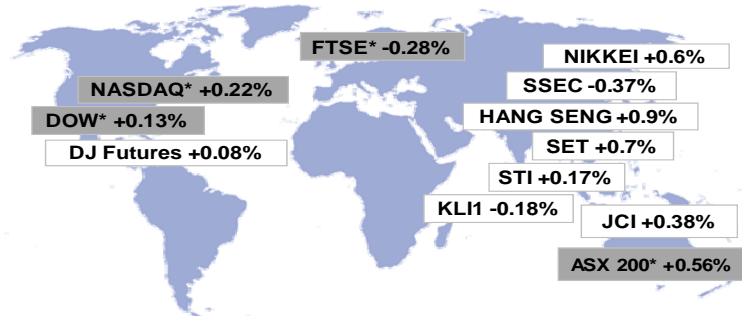 FTSE* -0.28%
NIKKEI +0.6%
NASDAQ* +0.22%
SSEC -0.37%
DOW* +0.13%
HANG SENG +0.9%
DJ Futures +0.08%
SET +0.7%
STI +0.17%
KLI1 -0.18%
JCI +0.38%
ASX 200* +0.56%